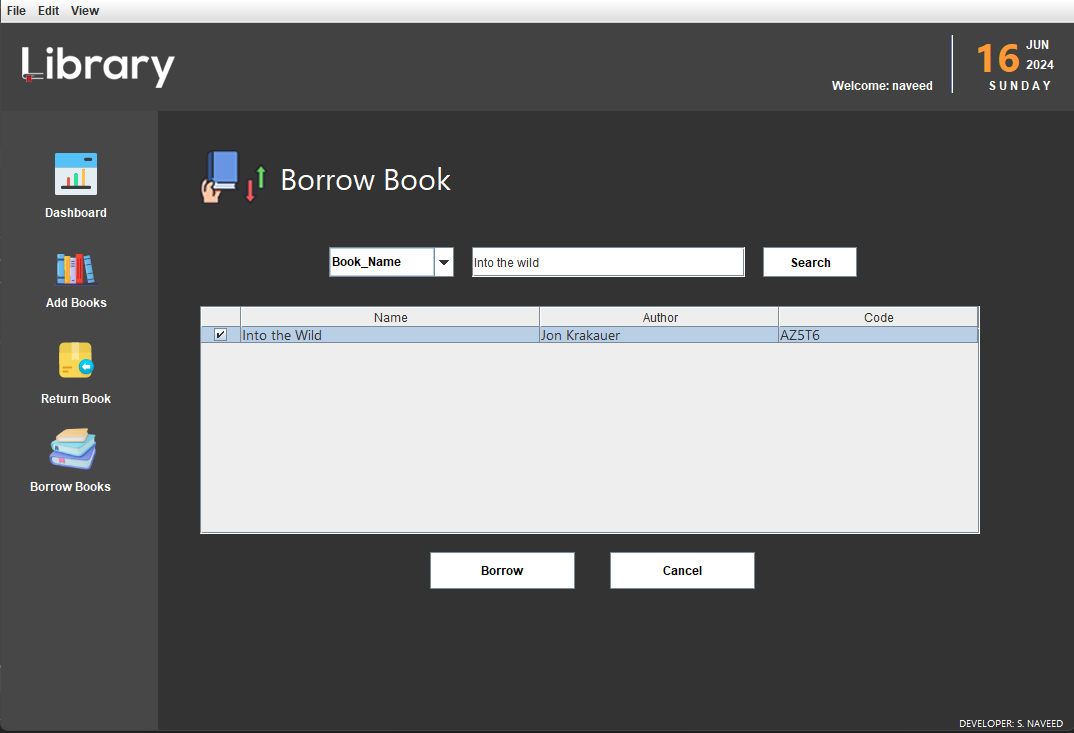 File Edit View
Library
Welcome: naveed
16 JUN
2024
SUNDAY
Dashboard
Add Books
Return Book
Borrow Books
Borrow Book
Book_Name Into the wild Search
Name Author Code
Into the Wild Jon Krakauer AZ5T6
Borrow Cancel
DEVELOPER: S. NAVEED